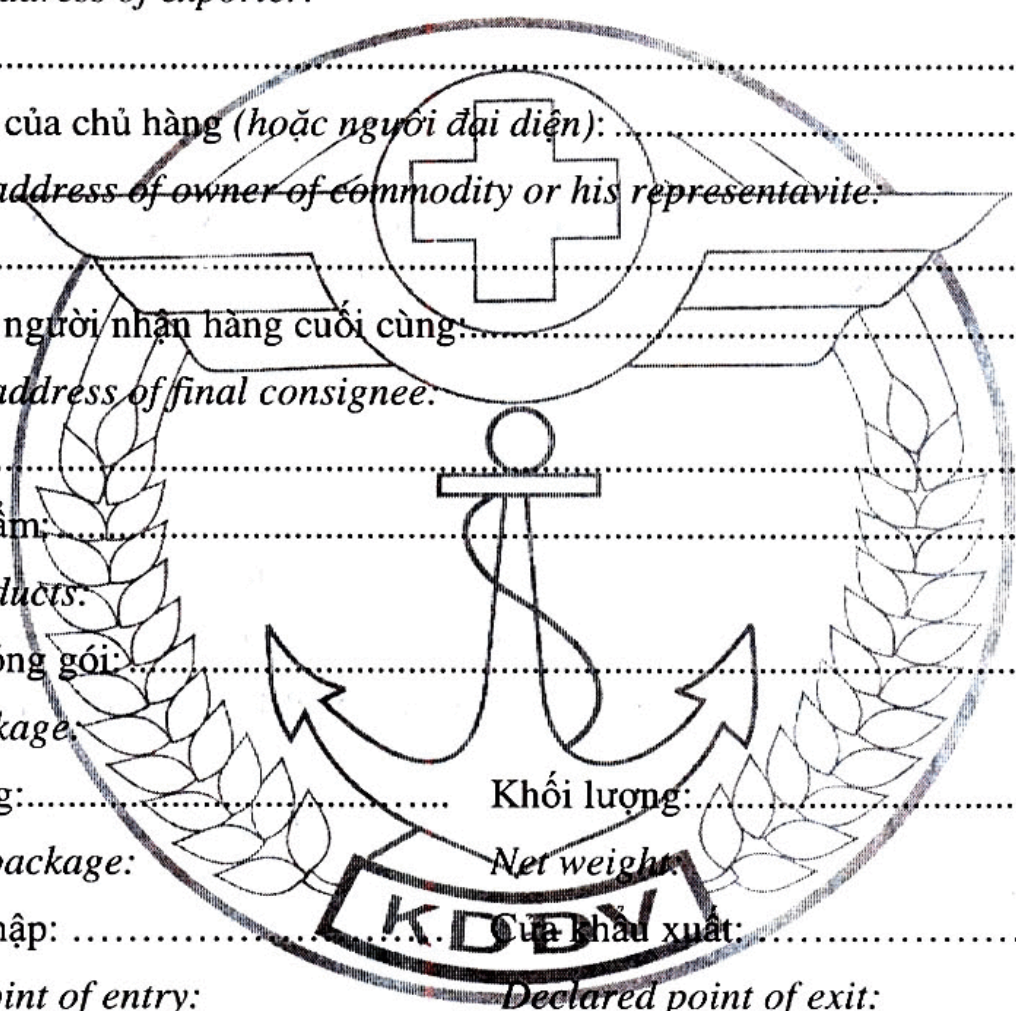 address of exporter:
của chủ hàng (hoặc người đại diện):
address of owner of commodity or his representavite:
người nhận hàng cuối cùng:
address of final consignee:
ẩm:
ducts:
óng gói:
kage:
g: Khối lượng:
package: Net weight:
hập: Cửa khẩu xuất:
oint of entry: Declared point of exit:
KDĐV